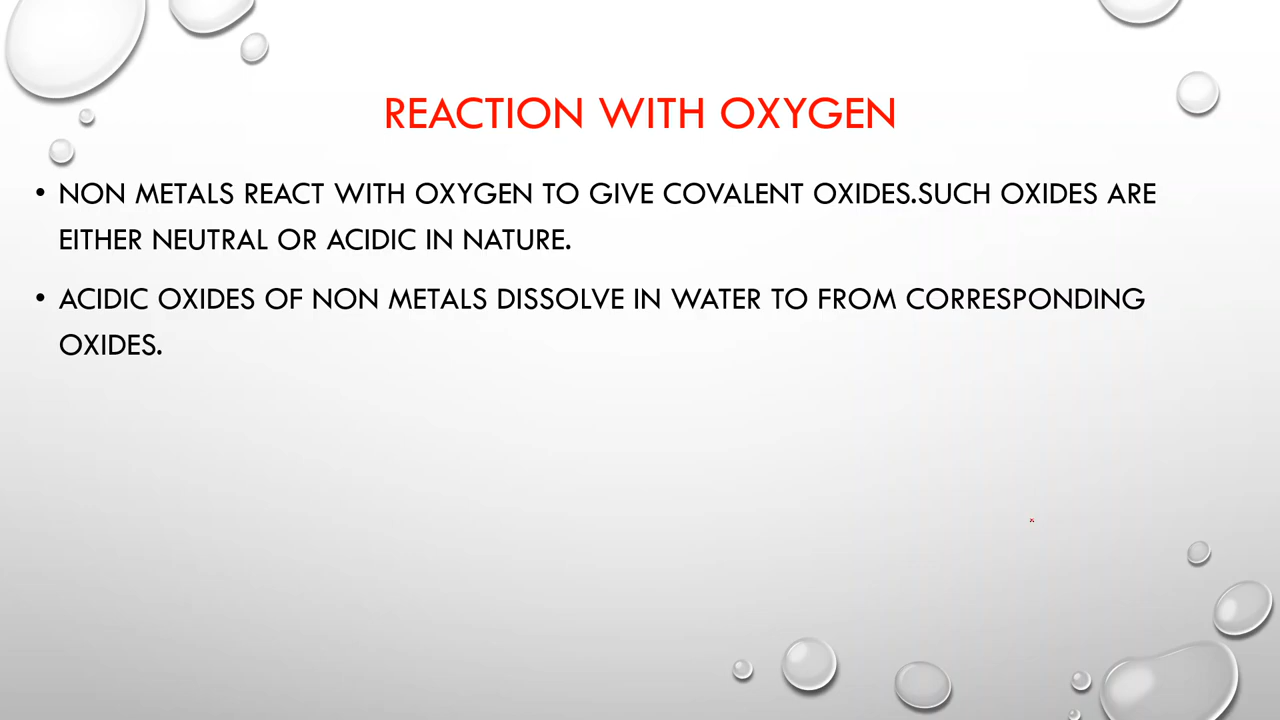 REACTION WITH OXYGEN
• NON METALS REACT WITH OXYGEN TO GIVE COVALENT OXIDES.SUCH OXIDES ARE
EITHER NEUTRAL OR ACIDIC IN NATURE.
• ACIDIC OXIDES OF NON METALS DISSOLVE IN WATER TO FROM CORRESPONDING
OXIDES.